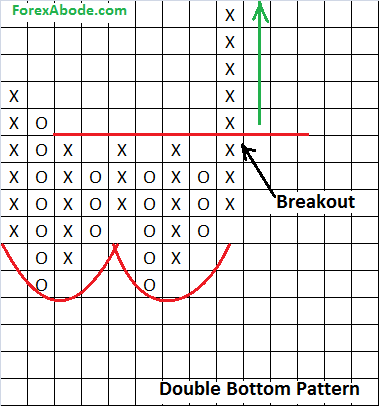 ForexAbode.com X
X
X
X X
X O X
X O X X X X
X O X O X O X O X
X O X O X O X O X Breakout
X O X O O X O
O X O X
O O
Double Bottom Pattern